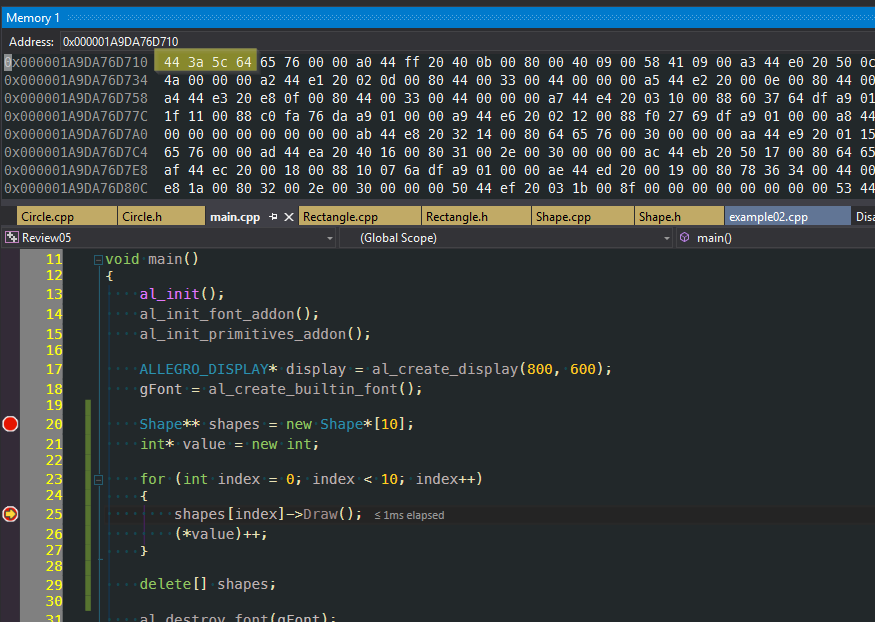 Memory 1
Address: 0x000001A9DA76D710
0x000001A9DA76D710 44 3a 5c 64 65 76 00 00 a0 44 ff 20 40 0b 00 80 00 40 09 00 58 41 09 00 a3 44 e0 20 50 0c
0x000001A9DA76D734 4a 00 00 00 a2 44 e1 20 02 0d 00 80 44 00 33 00 44 00 00 00 a5 44 e2 20 00 0e 00 80 44 00
0x000001A9DA76D758 a4 44 e3 20 e8 0f 00 80 44 00 33 00 44 00 00 00 a7 44 e4 20 03 10 00 88 60 37 64 df a9 01
0x000001A9DA76D77C 1f 11 00 88 c0 fa 76 da a9 01 00 00 a9 44 e6 20 02 12 00 88 f0 27 69 df a9 01 00 00 a8 44
0x000001A9DA76D7A0 00 00 00 00 00 00 00 00 ab 44 e8 20 32 14 00 80 64 65 76 00 30 00 00 00 aa 44 e9 20 01 15
0x000001A9DA76D7C4 65 76 00 00 ad 44 ea 20 40 16 00 80 31 00 2e 00 30 00 00 00 ac 44 eb 20 50 17 00 80 64 65
0x000001A9DA76D7E8 af 44 ec 20 00 18 00 88 10 07 6a df a9 01 00 00 ae 44 ed 20 00 19 00 80 78 36 34 00 44 00
0x000001A9DA76D80C e8 1a 00 80 32 00 2e 00 30 00 00 00 50 44 ef 20 03 1b 00 8f 00 00 00 00 00 00 00 00 53 44
Circle.cpp Circle.h main.cpp Rectangle.cpp Rectangle.h Shape.cpp Shape.h example02.cpp Disa
Review05 (Global Scope) main()
11 void main()
12 {
13 al_init();
14 al_init_font_addon();
15 al_init_primitives_addon();
16
17 ALLEGRO_DISPLAY* display = al_create_display(800, 600);
18 gFont = al_create_builtin_font();
19
20 Shape** shapes = new Shape*[10];
21 int* value = new int;
22
23 for (int index = 0; index < 10; index++)
24 {
25 shapes[index]->Draw(); ≤ 1ms elapsed
26 (*value)++;
27 }
28
29 delete[] shapes;
30
31 al_destroy_font(gFont);